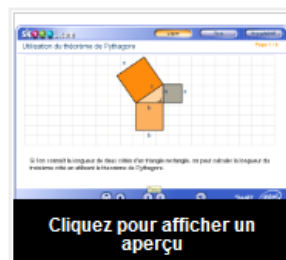 Utilisation du théorème de Pythagore
Si l'on connaît la longueur de deux côtés d'un triangle rectangle, on peut calculer la longueur du
troisième côté en utilisant le théorème de Pythagore.
Cliquez pour afficher un
aperçu